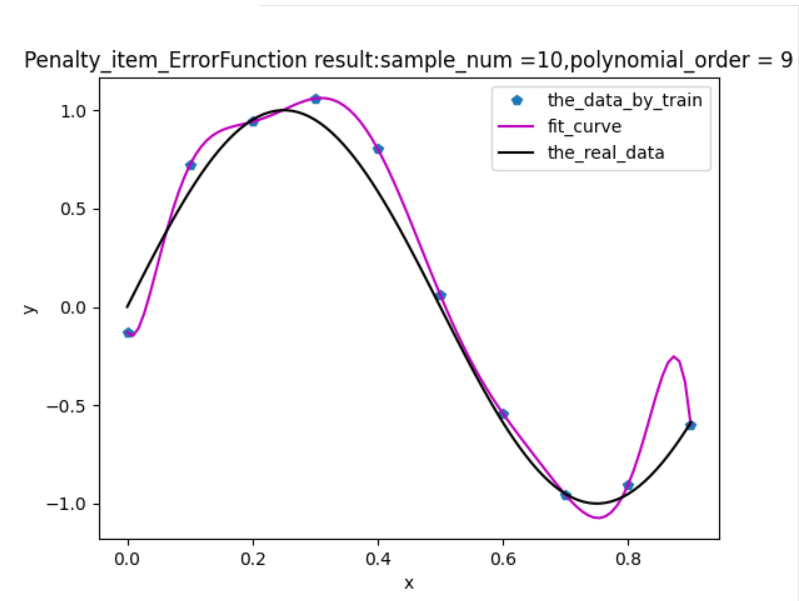 Penalty_item_ErrorFunction result:sample_num =10,polynomial_order = 9
the_data_by_train
fit_curve
the_real_data
1.0
0.5
0.0
−0.5
−1.0
y
0.0 0.2 0.4 0.6 0.8
x